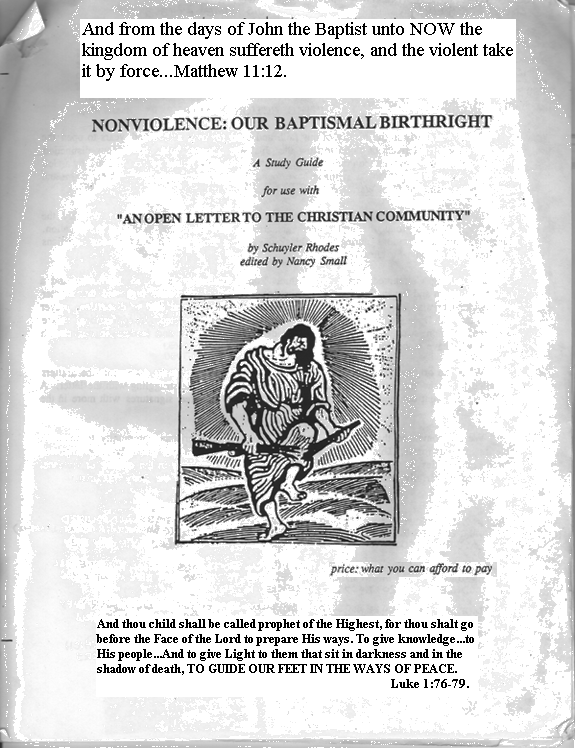 And from the days of John the Baptist unto NOW the
kingdom of heaven suffereth violence, and the violent take
it by force...Matthew 11:12.
NONVIOLENCE: OUR BAPTISMAL BIRTHRIGHT
A Study Guide
for use with
"AN OPEN LETTER TO THE CHRISTIAN COMMUNITY"
by Schuyler Rhodes
edited by Nancy Small
price: what you can afford to pay
And thou child shall be called prophet of the Highest, for thou shalt go
before the Face of the Lord to prepare His ways. To give knowledge...to
His people...And to give Light to them that sit in darkness and in the
shadow of death, TO GUIDE OUR FEET IN THE WAYS OF PEACE.
Luke 1:76-79.